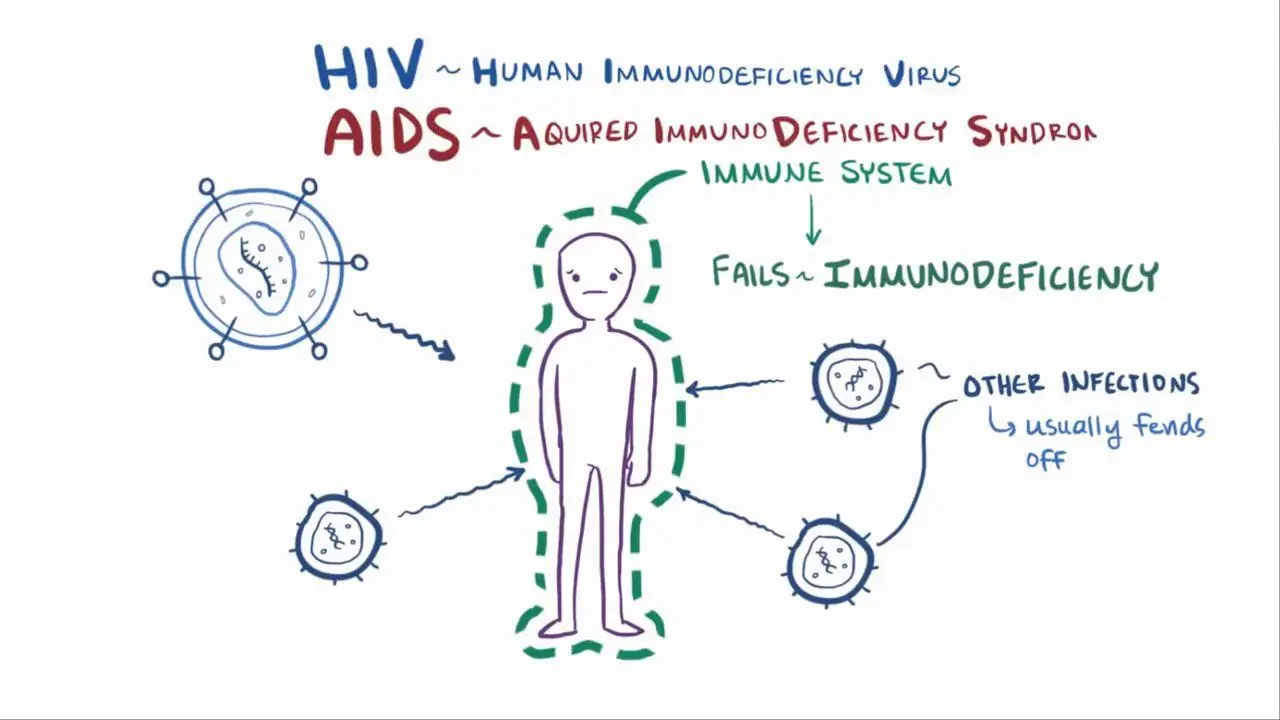 HIV ~ HUMAN IMMUNODEFICIENCY VIRUS
AIDS ~ AQUIRED IMMUNODEFICIENCY SYNDROM
IMMUNE SYSTEM
FAILS ~ IMMUNODEFICIENCY
~ OTHER INFECTIONS
usually fends
off